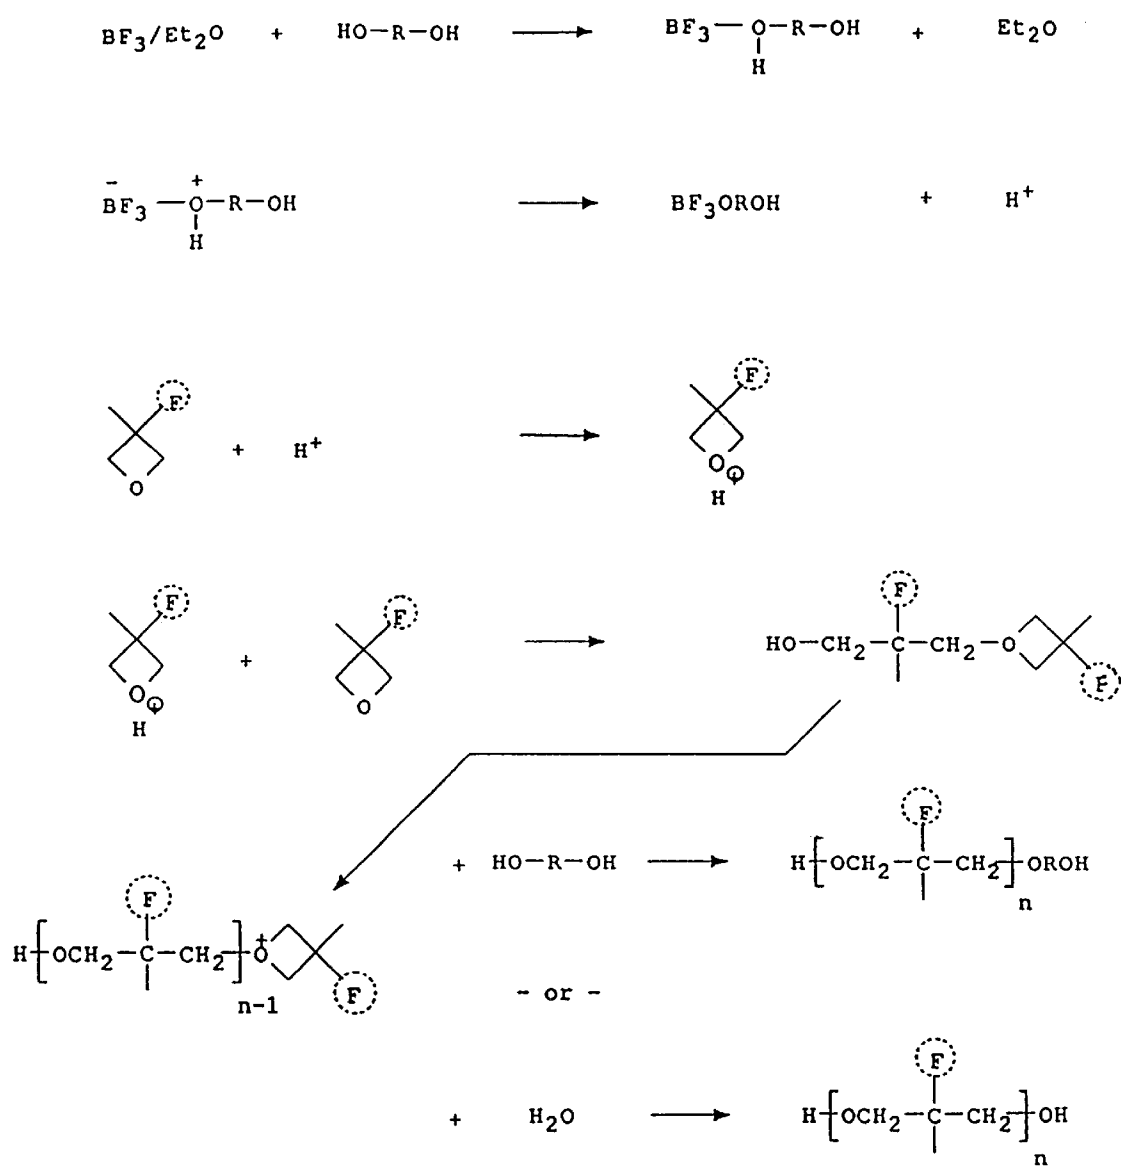 BF3/Et2O + HO-R-OH BF3-O-R-OH + Et2O
H
- +
BF3-O-R-OH BF3OROH + H+
H
F F
+ H+
O O+
H H
F F F
HO-CH2-C-CH2-O
+ F
O+ O
H
F
+ HO-R-OH H[OCH2-C-CH2]OROH
n
F
H[OCH2-C-CH2]O+
n-1 F
- or -
F
+ H2O H[OCH2-C-CH2]OH
n